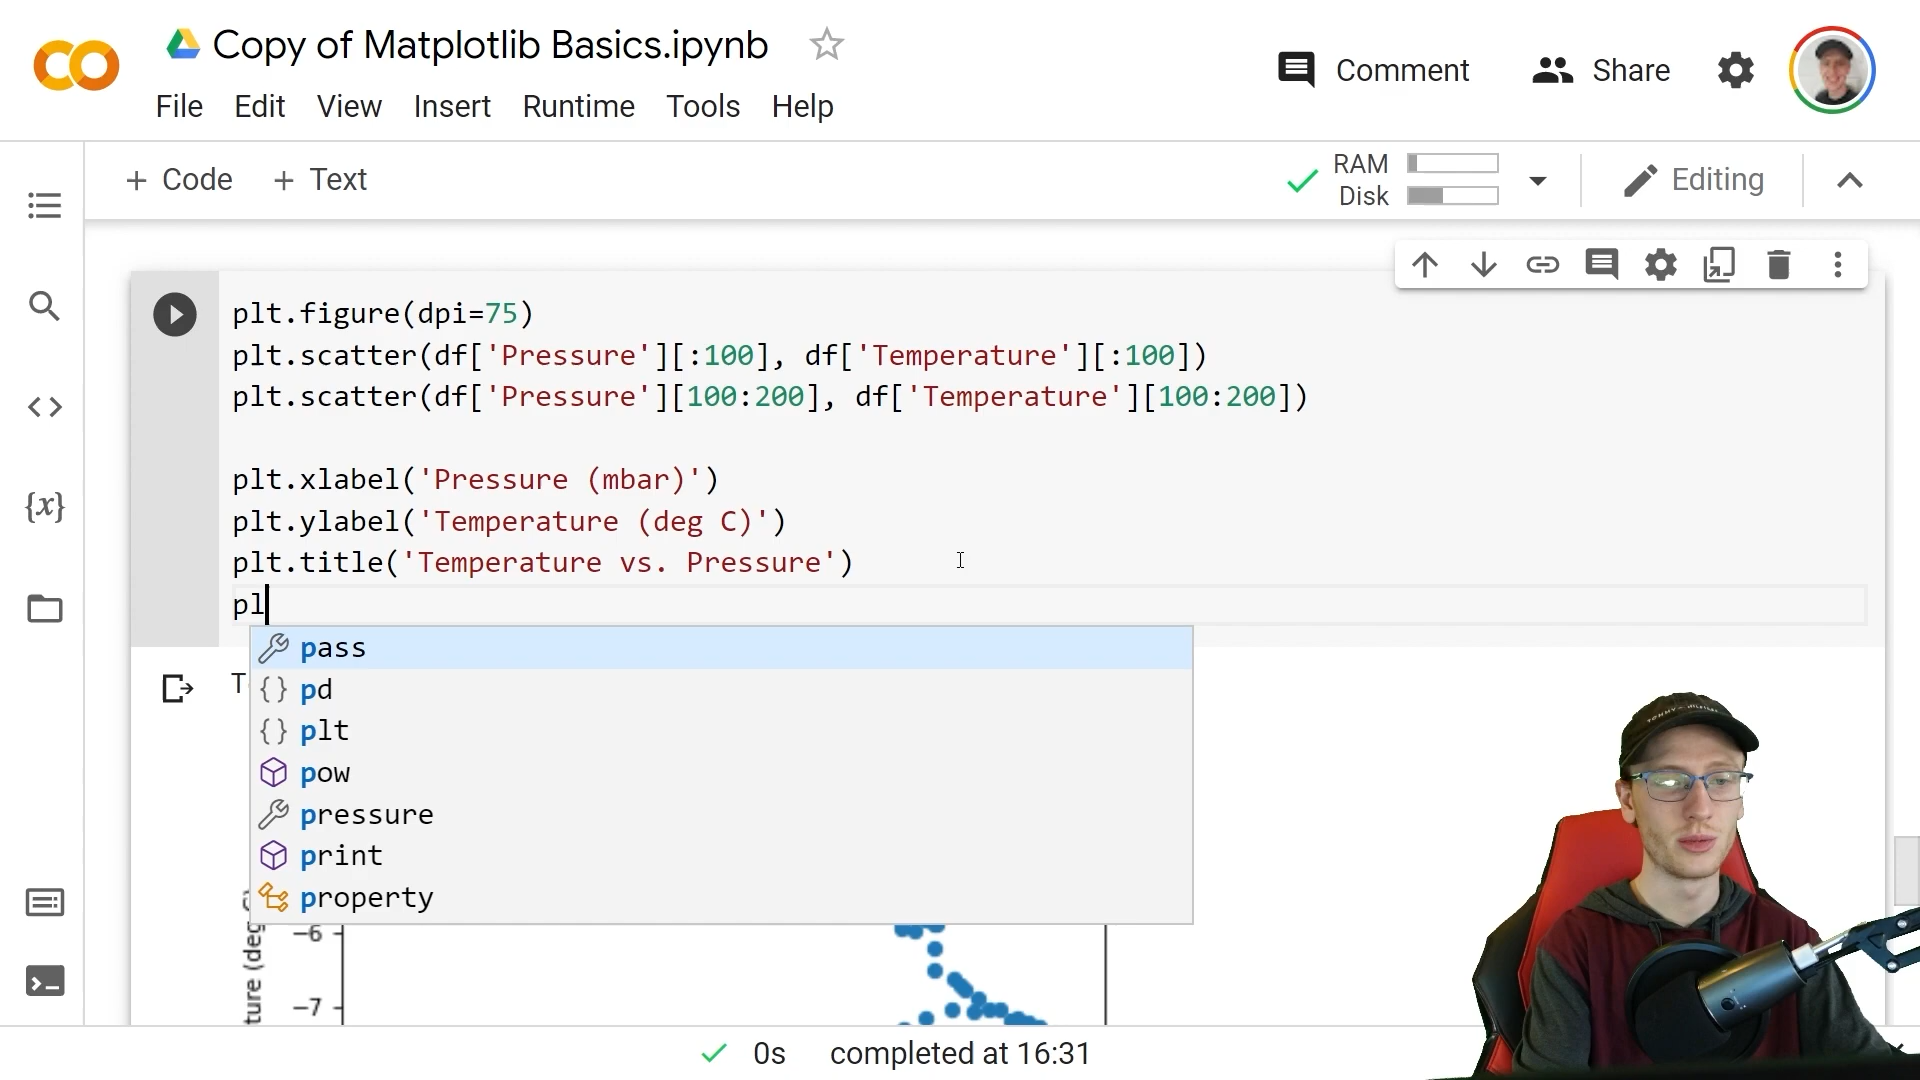 Copy of Matplotlib Basics.ipynb
File Edit View Insert Runtime Tools Help
Comment
Share
+ Code + Text
RAM
Disk
Editing
plt.figure(dpi=75)
plt.scatter(df['Pressure'][:100], df['Temperature'][:100])
plt.scatter(df['Pressure'][100:200], df['Temperature'][100:200])
plt.xlabel('Pressure (mbar)')
plt.ylabel('Temperature (deg C)')
plt.title('Temperature vs. Pressure')
pl
pass
pd
plt
pow
pressure
print
property
−6
−7
0s completed at 16:31